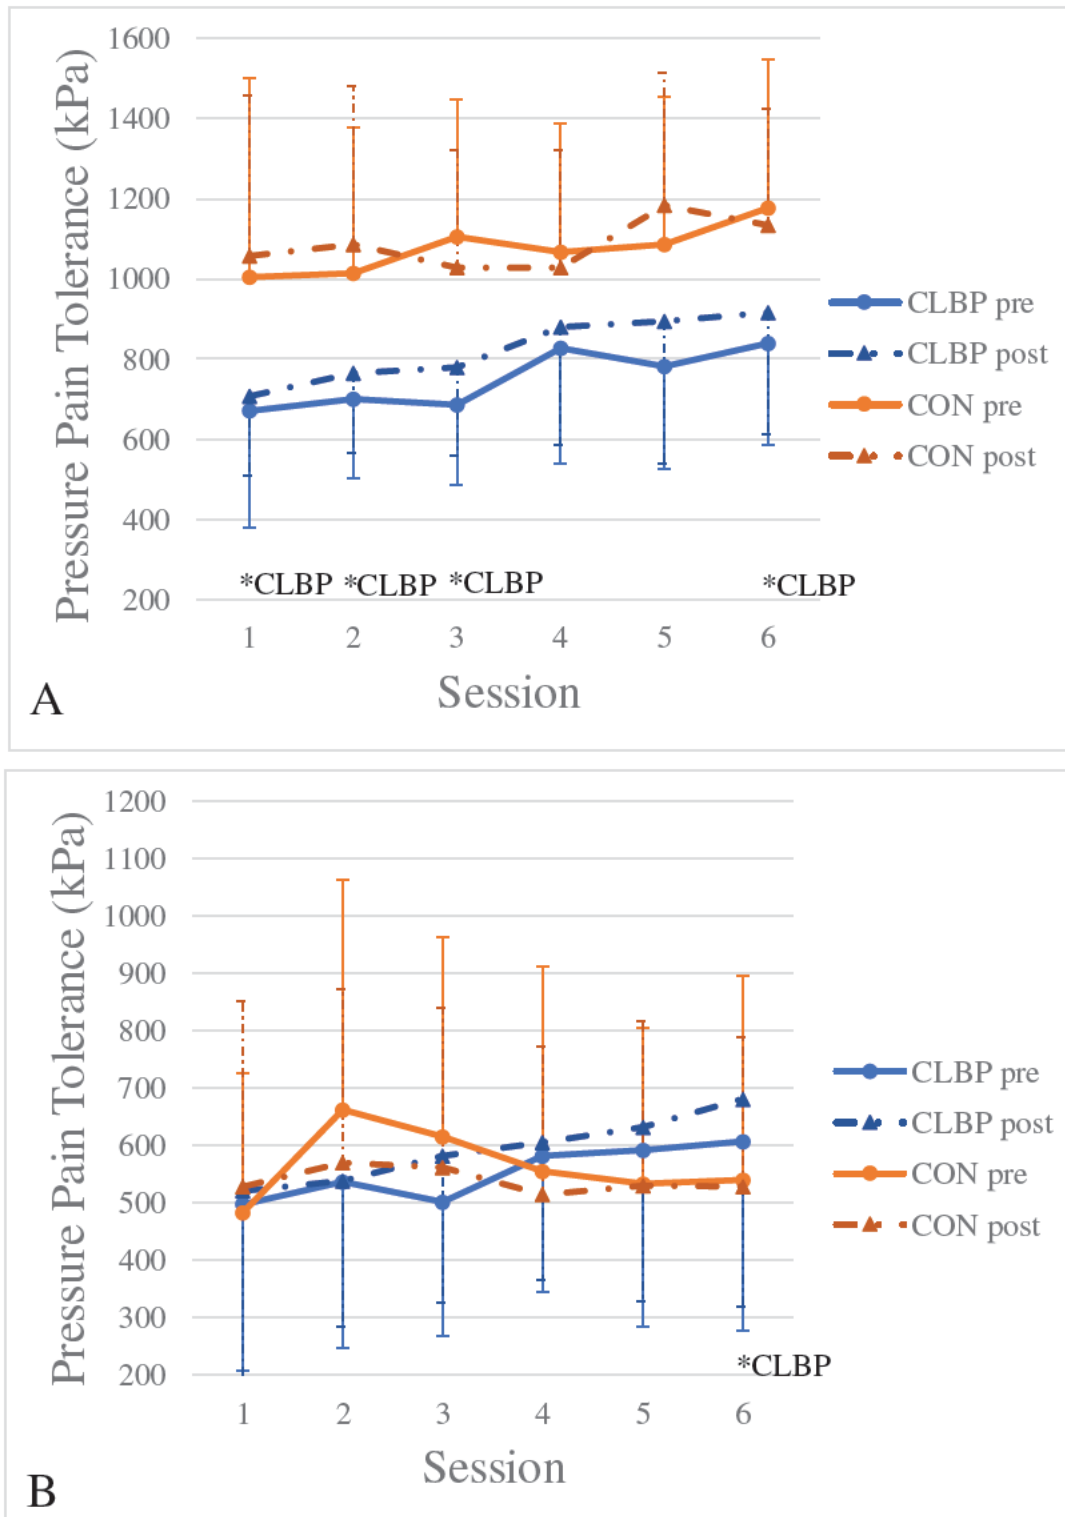 Pressure Pain Tolerance (kPa)
1600
1400
1200
1000
800
600
400
200
*CLBP *CLBP *CLBP *CLBP
1 2 3 4 5 6
Session
CLBP pre
CLBP post
CON pre
CON post
A
Pressure Pain Tolerance (kPa)
1200
1100
1000
900
800
700
600
500
400
300
200
*CLBP
1 2 3 4 5 6
Session
CLBP pre
CLBP post
CON pre
CON post
B